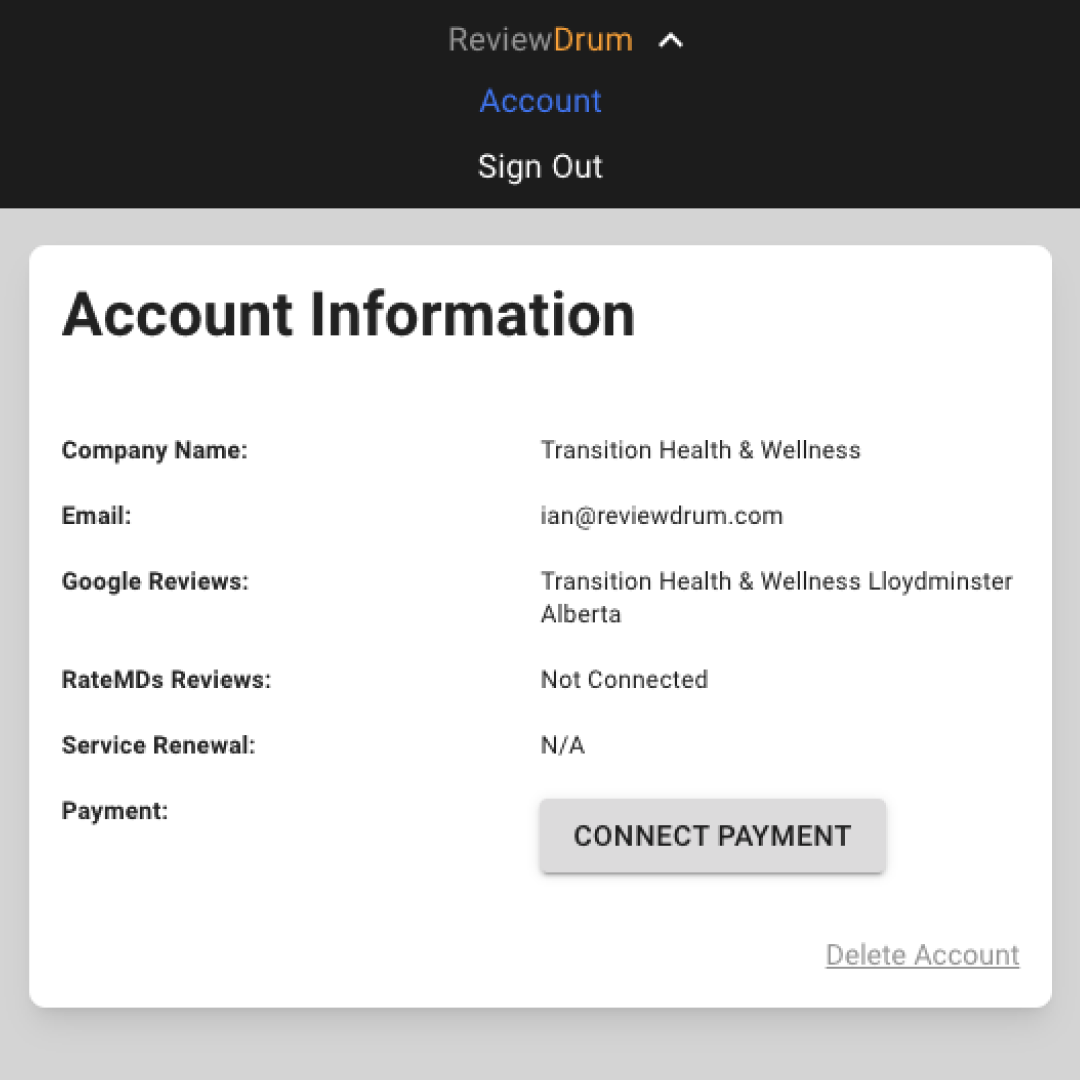 ReviewDrum
Account
Sign Out
Account Information
Company Name: Transition Health & Wellness
Email: ian@reviewdrum.com
Google Reviews: Transition Health & Wellness Lloydminster
Alberta
RateMDs Reviews: Not Connected
Service Renewal: N/A
Payment: CONNECT PAYMENT
Delete Account